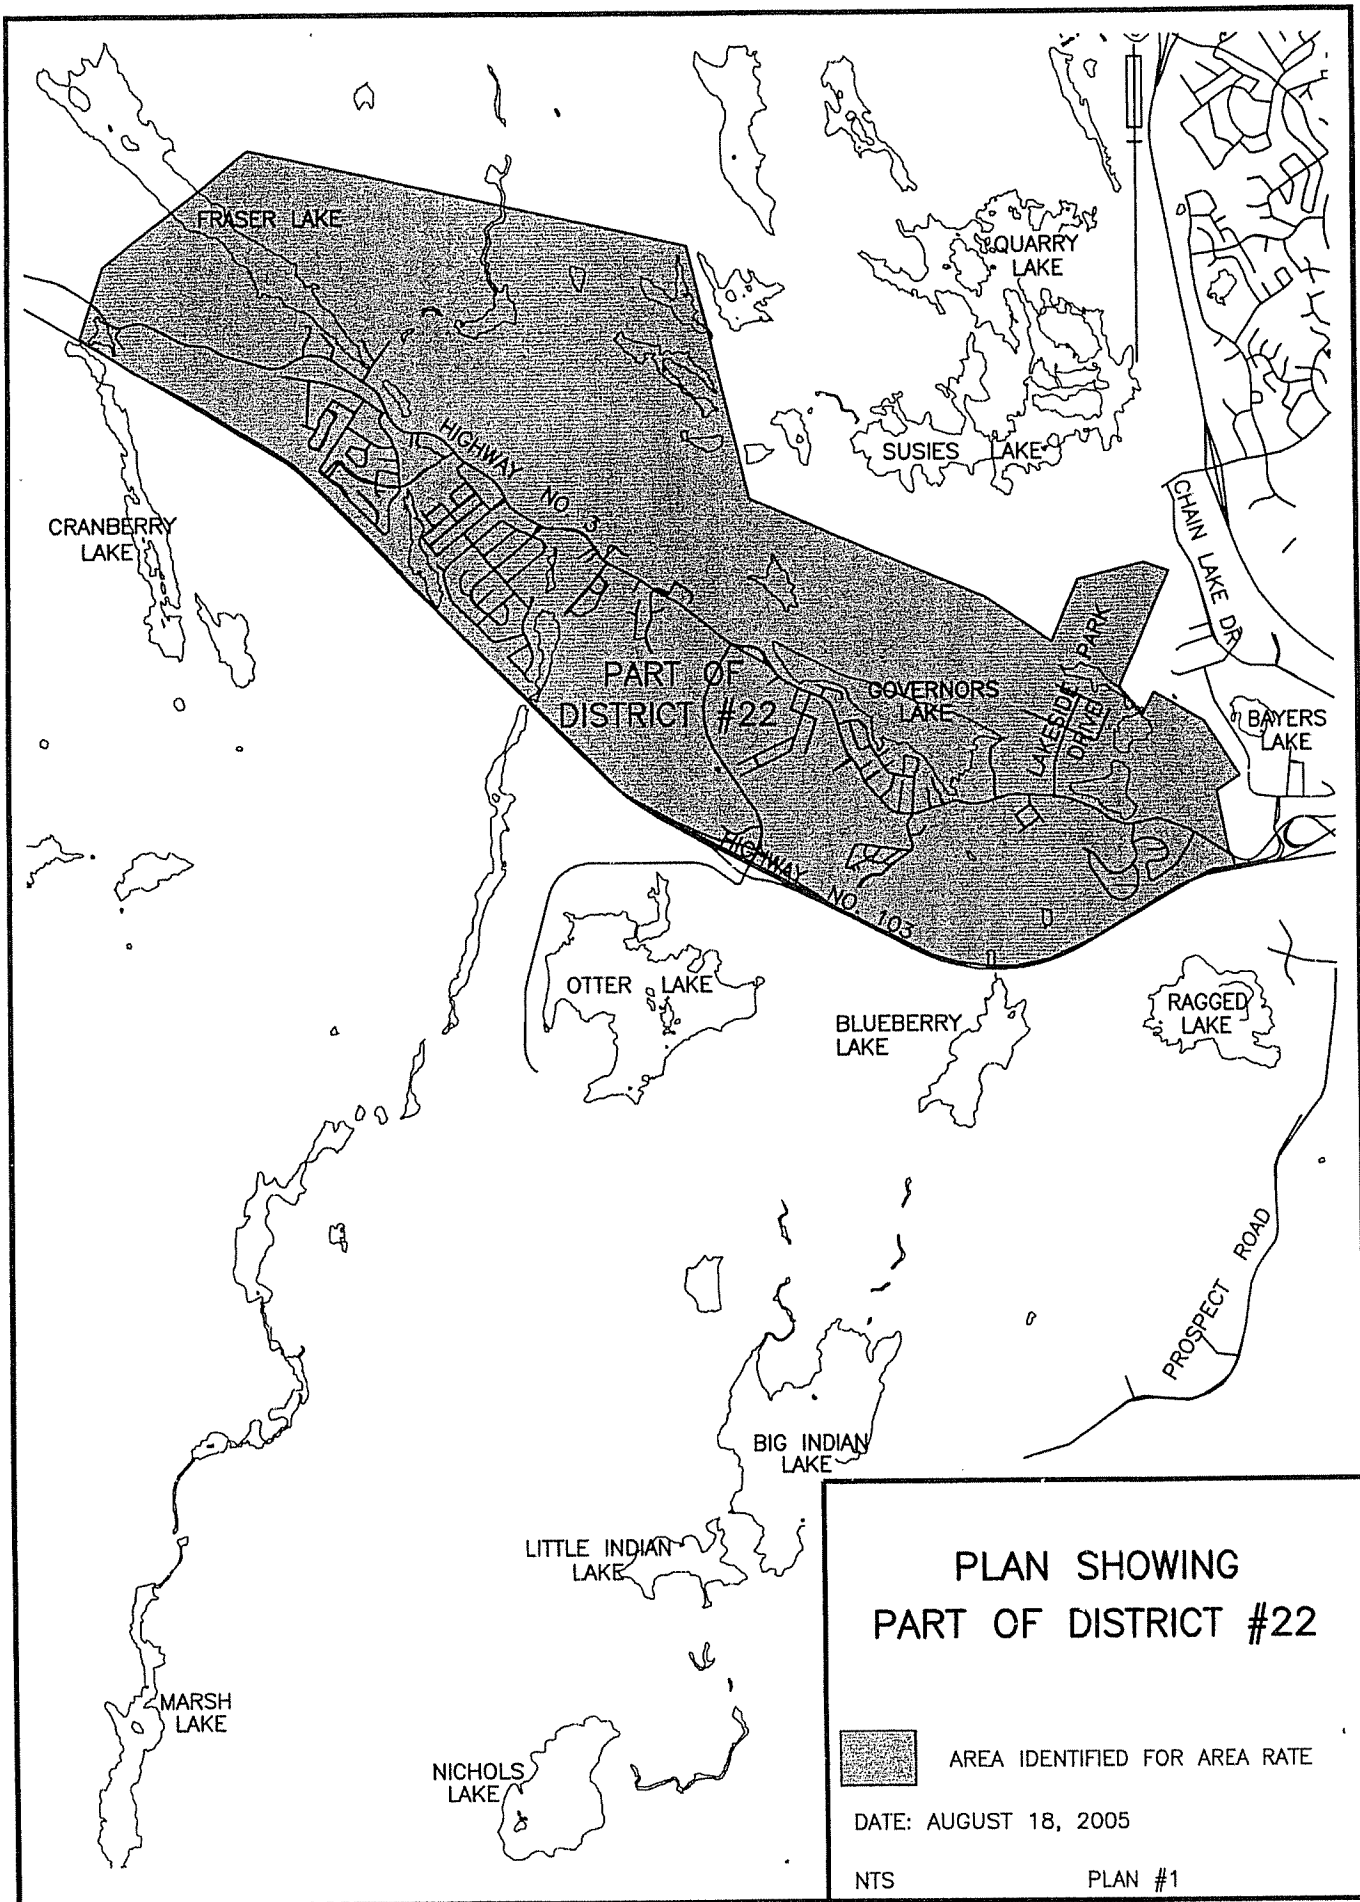 FRASER LAKE
QUARRY
LAKE
SUSIES LAKE
HIGHWAY NO 3
CRANBERRY
LAKE
CHAIN LAKE DR
PART OF
DISTRICT #22
GOVERNORS
LAKE
LAKESIDE PARK
DRIVE
BAYERS
LAKE
HIGHWAY NO. 103
OTTER LAKE
BLUEBERRY
LAKE
RAGGED
LAKE
PROSPECT ROAD
BIG INDIAN
LAKE
LITTLE INDIAN
LAKE
MARSH
LAKE
NICHOLS
LAKE
PLAN SHOWING
PART OF DISTRICT #22
AREA IDENTIFIED FOR AREA RATE
DATE: AUGUST 18, 2005
NTS PLAN #1